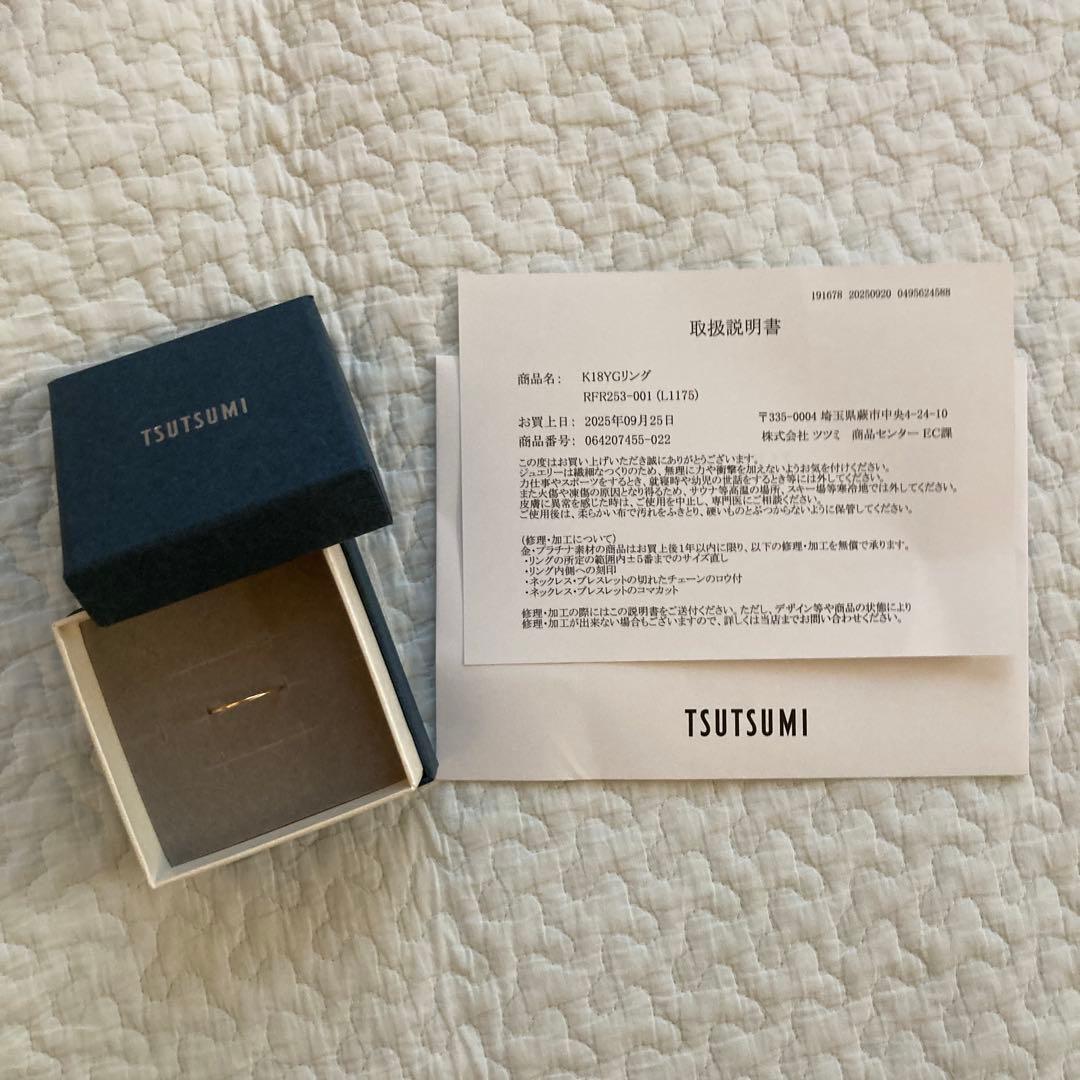 TSUTSUMI
191678 20250920 0495624588
取扱説明書
商品名: K18YGリング
RFR253-001 (L1175)
お買上日: 2025年09月25日
〒335-0004 埼玉県蕨市中央4-24-10
商品番号: 064207455-022
株式会社 ツツミ 商品センター EC課
この度はお買い上げいただき誠にありがとうございます。
ジュエリーは繊細なつくりのため、無理に力や衝撃を加えないようお気を付けください。
力仕事やスポーツをするとき、就寝時や幼児の世話をするとき等には外してください。
また火傷や凍傷の原因となり得るため、サウナ等高温の場所、スキー場等寒冷地では外してください。
皮膚に異常を感じた時は、ご使用を中止し、専門医にご相談ください。
ご使用後は、柔らかい布で汚れをふきとり、硬いものとぶつからないように保管してください。
(修理・加工について)
金・プラチナ素材の商品はお買上後1年以内に限り、以下の修理・加工を無償で承ります。
・リングの所定の範囲内±5番までのサイズ直し
・リング内側への刻印
・ネックレス・ブレスレットの切れたチェーンのロウ付
・ネックレス・ブレスレットのコマカット
修理・加工の際にはこの説明書をご送付ください。ただし、デザイン等や商品の状態により
修理・加工が出来ない場合もございますので、詳しくは当店までお問い合わせください。
TSUTSUMI